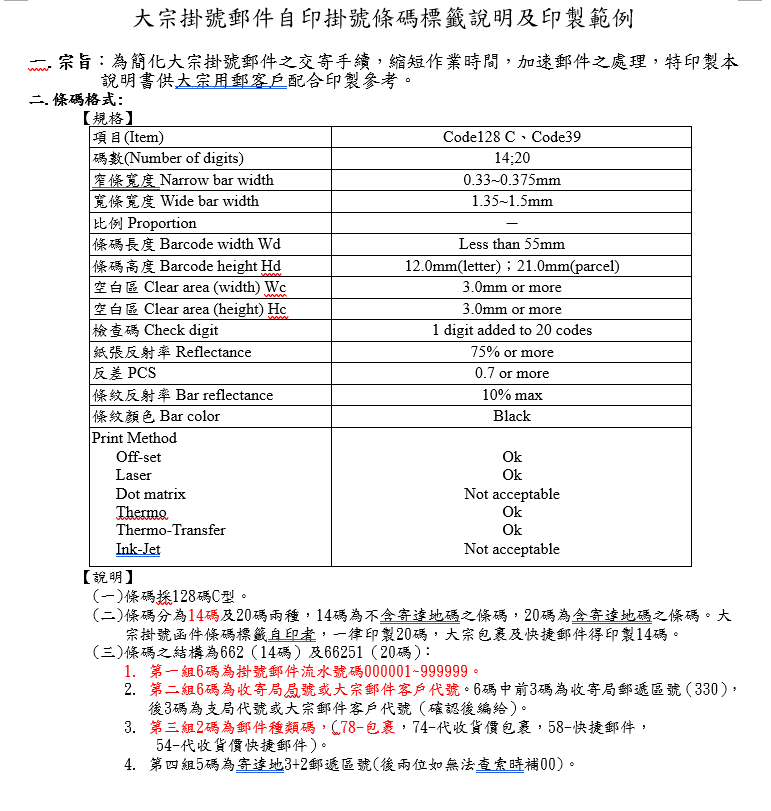 大宗掛號郵件自印掛號條碼標籤說明及印製範例
一. 宗旨：為簡化大宗掛號郵件之交寄手續，縮短作業時間，加速郵件之處理，特印製本
說明書供大宗用郵客戶配合印製參考。
二. 條碼格式:
【規格】
項目(Item) Code128 C、Code39
碼數(Number of digits) 14;20
窄條寬度 Narrow bar width 0.33~0.375mm
寬條寬度 Wide bar width 1.35~1.5mm
比例 Proportion —
條碼長度 Barcode width Wd Less than 55mm
條碼高度 Barcode height Hd 12.0mm(letter)；21.0mm(parcel)
空白區 Clear area (width) Wc 3.0mm or more
空白區 Clear area (height) Hc 3.0mm or more
檢查碼 Check digit 1 digit added to 20 codes
紙張反射率 Reflectance 75% or more
反差 PCS 0.7 or more
條紋反射率 Bar reflectance 10% max
條紋顏色 Bar color Black
Print Method
Off-set Ok
Laser Ok
Dot matrix Not acceptable
Thermo Ok
Thermo-Transfer Ok
Ink-Jet Not acceptable
【說明】
(一)條碼採128碼C型。
(二)條碼分為14碼及20碼兩種，14碼為不含寄達地碼之條碼，20碼為含寄達地碼之條碼。大
宗掛號函件條碼標籤自印者，一律印製20碼，大宗包裹及快捷郵件得印製14碼。
(三)條碼之結構為662（14碼）及66251（20碼）：
1. 第一組6碼為掛號郵件流水號碼000001~999999。
2. 第二組6碼為收寄局局號或大宗郵件客戶代號。6碼中前3碼為收寄局郵遞區號（330），
後3碼為支局代號或大宗郵件客戶代號（確認後編給）。
3. 第三組2碼為郵件種類碼，（78-包裹，74-代收貨價包裹，58-快捷郵件，
54-代收貨價快捷郵件）。
4. 第四組5碼為寄達地3+2郵遞區號(後兩位如無法查索時補00)。